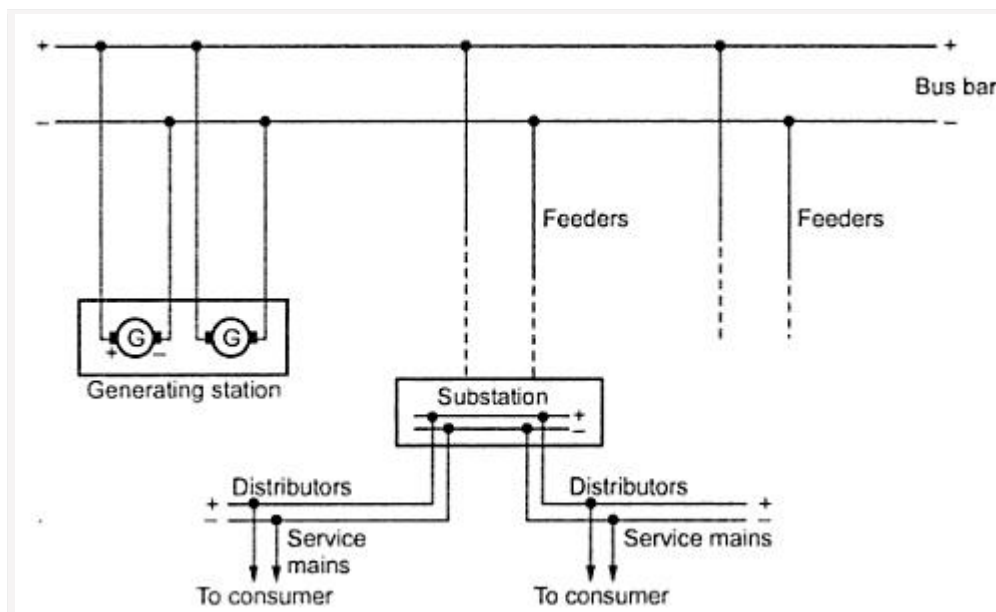 + +
Bus bar
– –
Feeders Feeders
G G
+ –
Generating station
Substation
+
–
Distributors Distributors
+ +
– –
Service Service mains
mains
To consumer To consumer